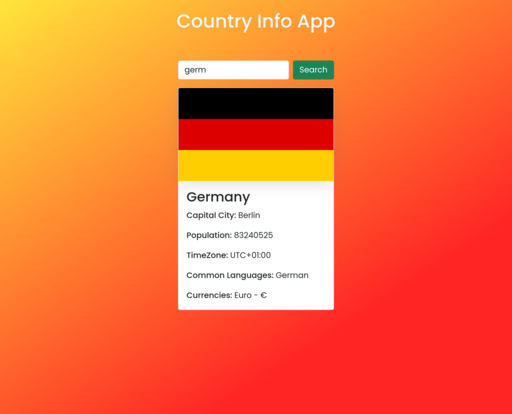 Country Info App
germ
Search
Germany
Capital City: Berlin
Population: 83240525
TimeZone: UTC+01:00
Common Languages: German
Currencies: Euro - €